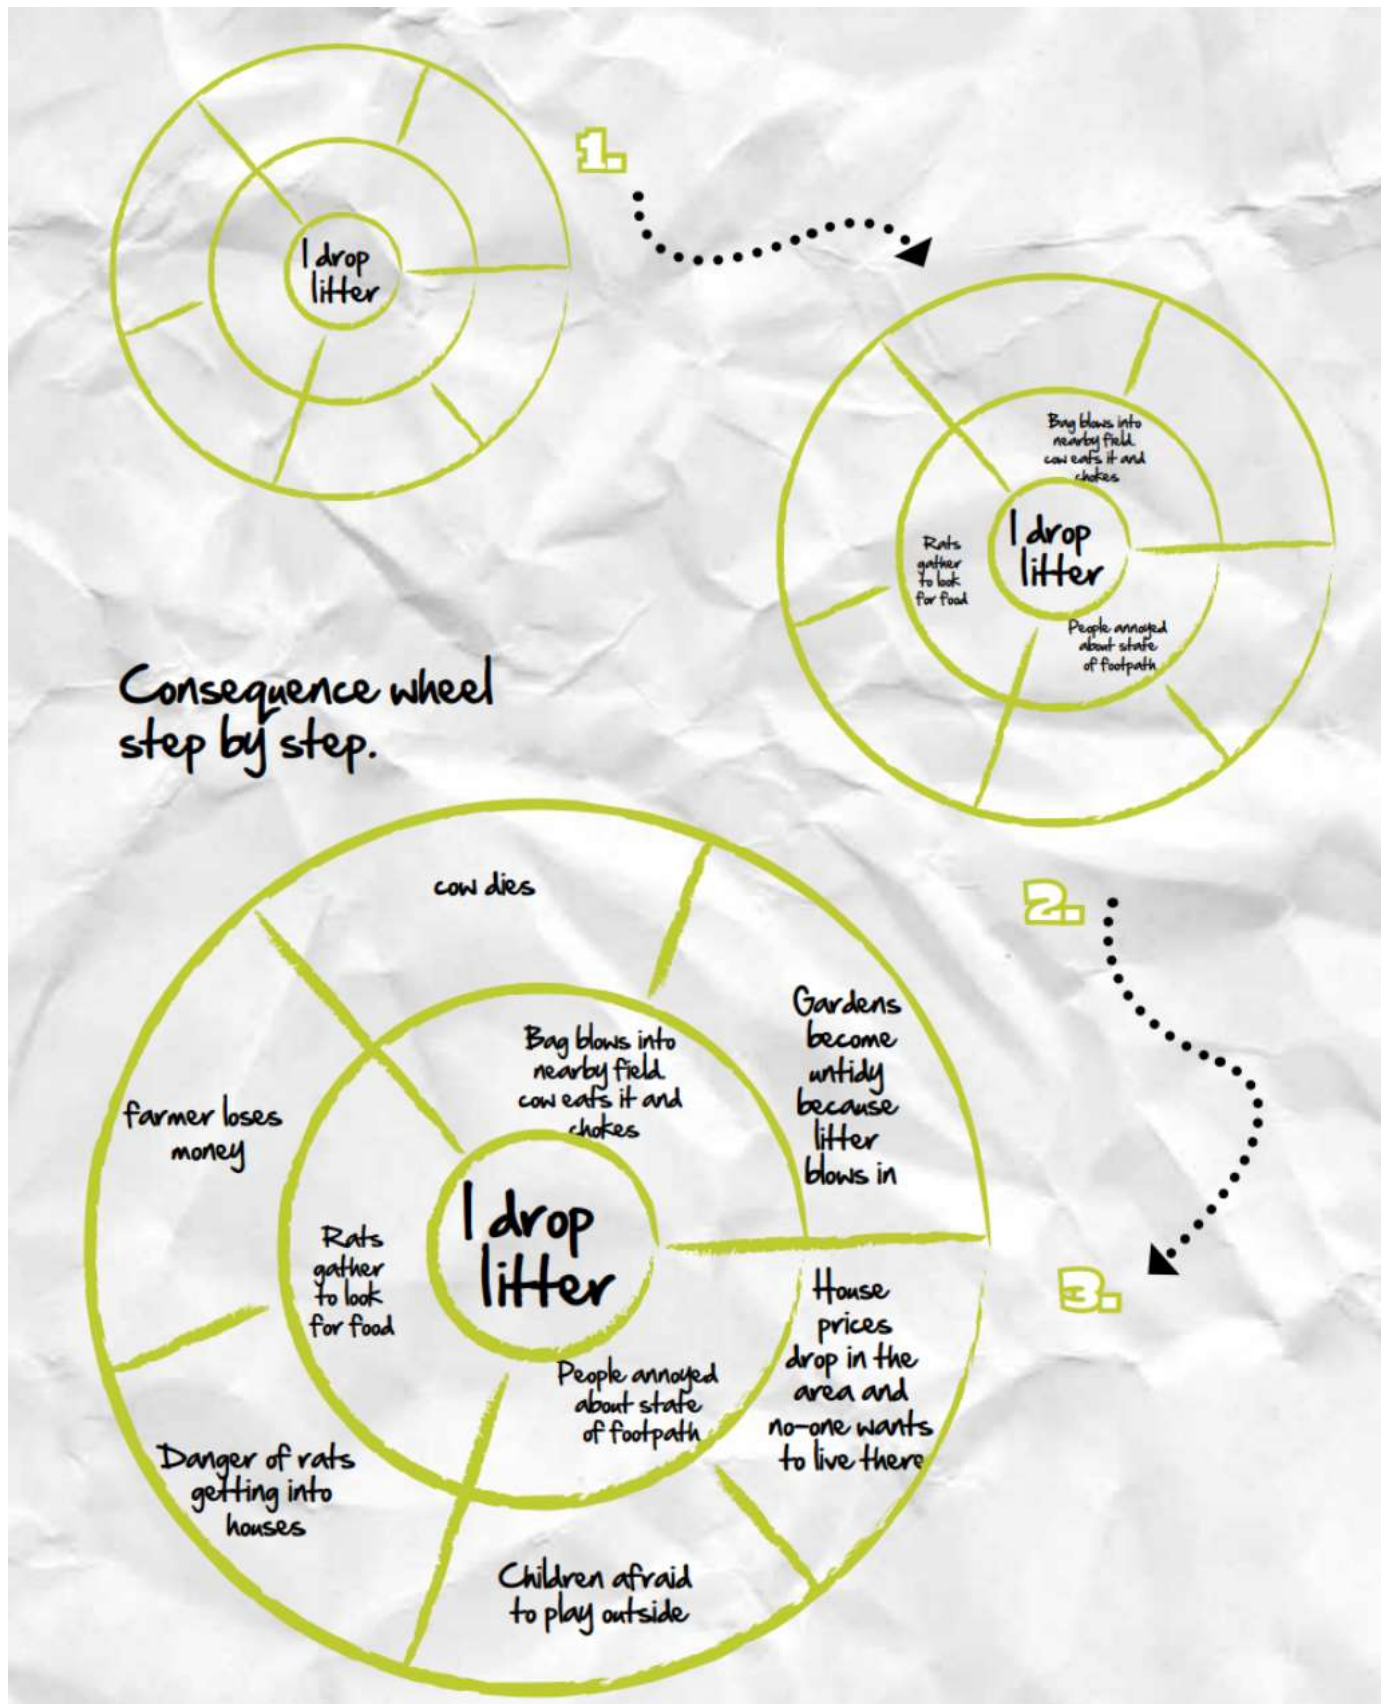 1.
I drop
litter
Bag blows into
nearby field.
cow eats it and
chokes
Rats
gather
to look
for food
I drop
litter
People annoyed
about state
of footpath
Consequence wheel
step by step.
2.
cow dies
Gardens
become
untidy
because
litter
blows in
Bag blows into
nearby field.
cow eats it and
chokes
farmer loses
money
Rats
gather
to look
for food
I drop
litter
3.
House
prices
drop in the
area and
no-one wants
to live there
People annoyed
about state
of footpath
Danger of rats
getting into
houses
Children afraid
to play outside